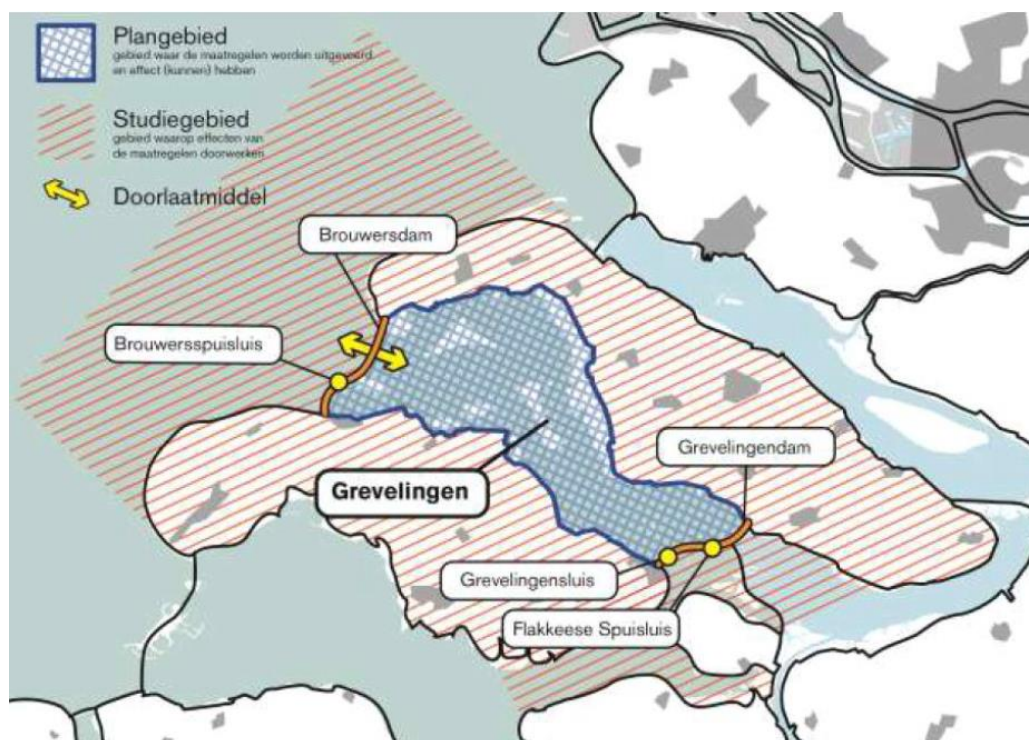 Plangebied
gebied waar de maatregelen worden uitgevoerd
en effect (kunnen) hebben
Studiegebied
gebied waarop effecten van
de maatregelen doorwerken
Doorlaatmiddel
Brouwersdam
Brouwersspuisluis
Grevelingendam
Grevelingen
Grevelingensluis
Flakkeese Spuisluis